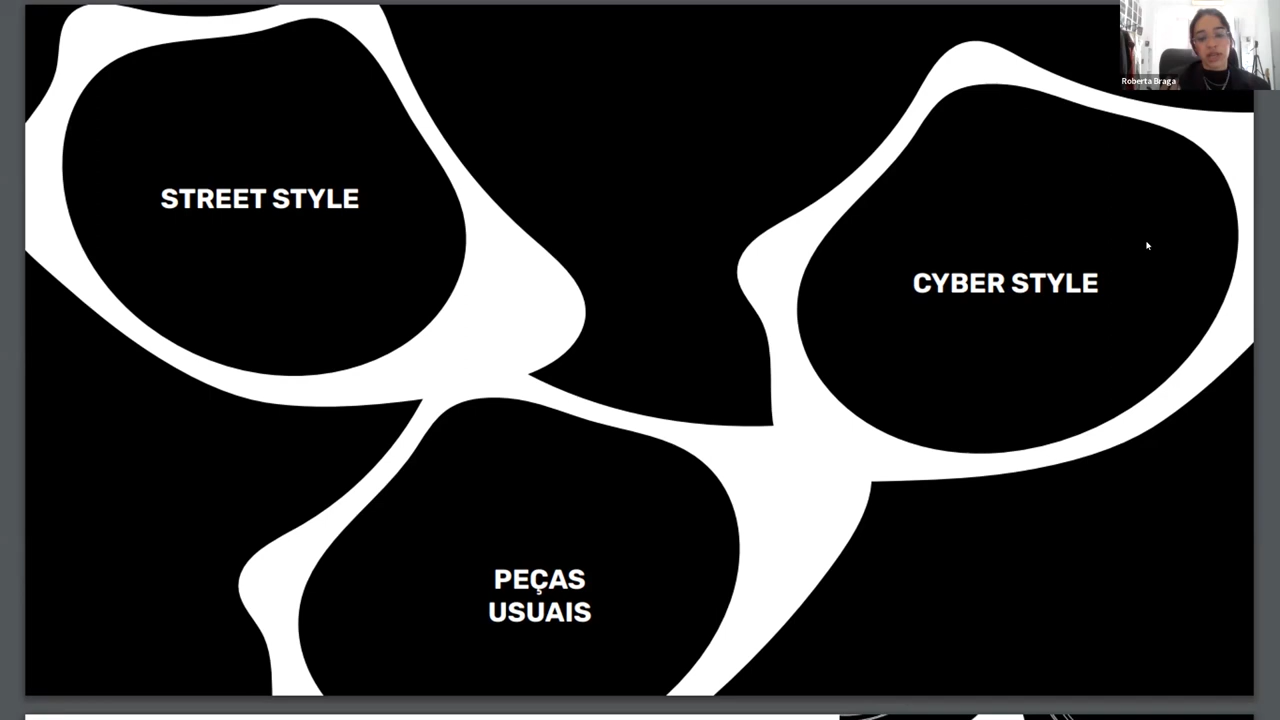 Roberta Braga
STREET STYLE
CYBER STYLE
PEÇAS
USUAIS